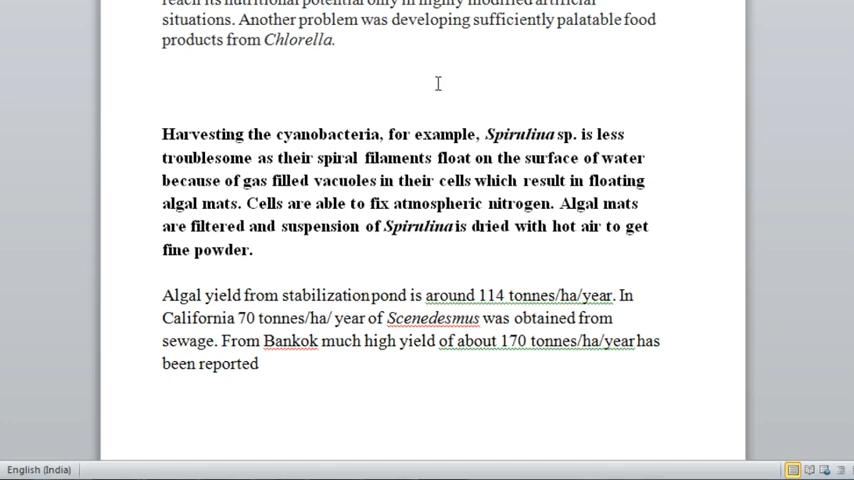 reach its nutritional potential only in highly modified artificial
situations. Another problem was developing sufficiently palatable food
products from Chlorella.
Harvesting the cyanobacteria, for example, Spirulina sp. is less
troublesome as their spiral filaments float on the surface of water
because of gas filled vacuoles in their cells which result in floating
algal mats. Cells are able to fix atmospheric nitrogen. Algal mats
are filtered and suspension of Spirulina is dried with hot air to get
fine powder.
Algal yield from stabilization pond is around 114 tonnes/ha/year. In
California 70 tonnes/ha/ year of Scenedesmus was obtained from
sewage. From Bankok much high yield of about 170 tonnes/ha/year has
been reported
English (India)